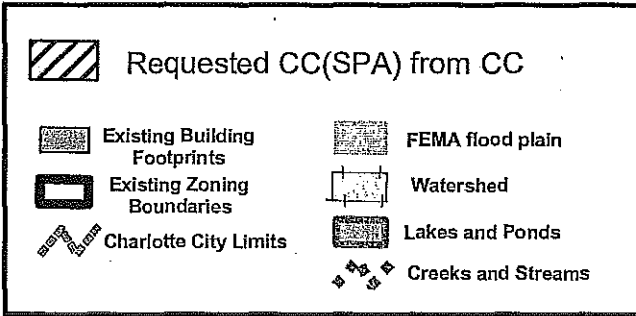 Requested CC(SPA) from CC
Existing Building
Footprints
Existing Zoning
Boundaries
Charlotte City Limits
FEMA flood plain
Watershed
Lakes and Ponds
Creeks and Streams